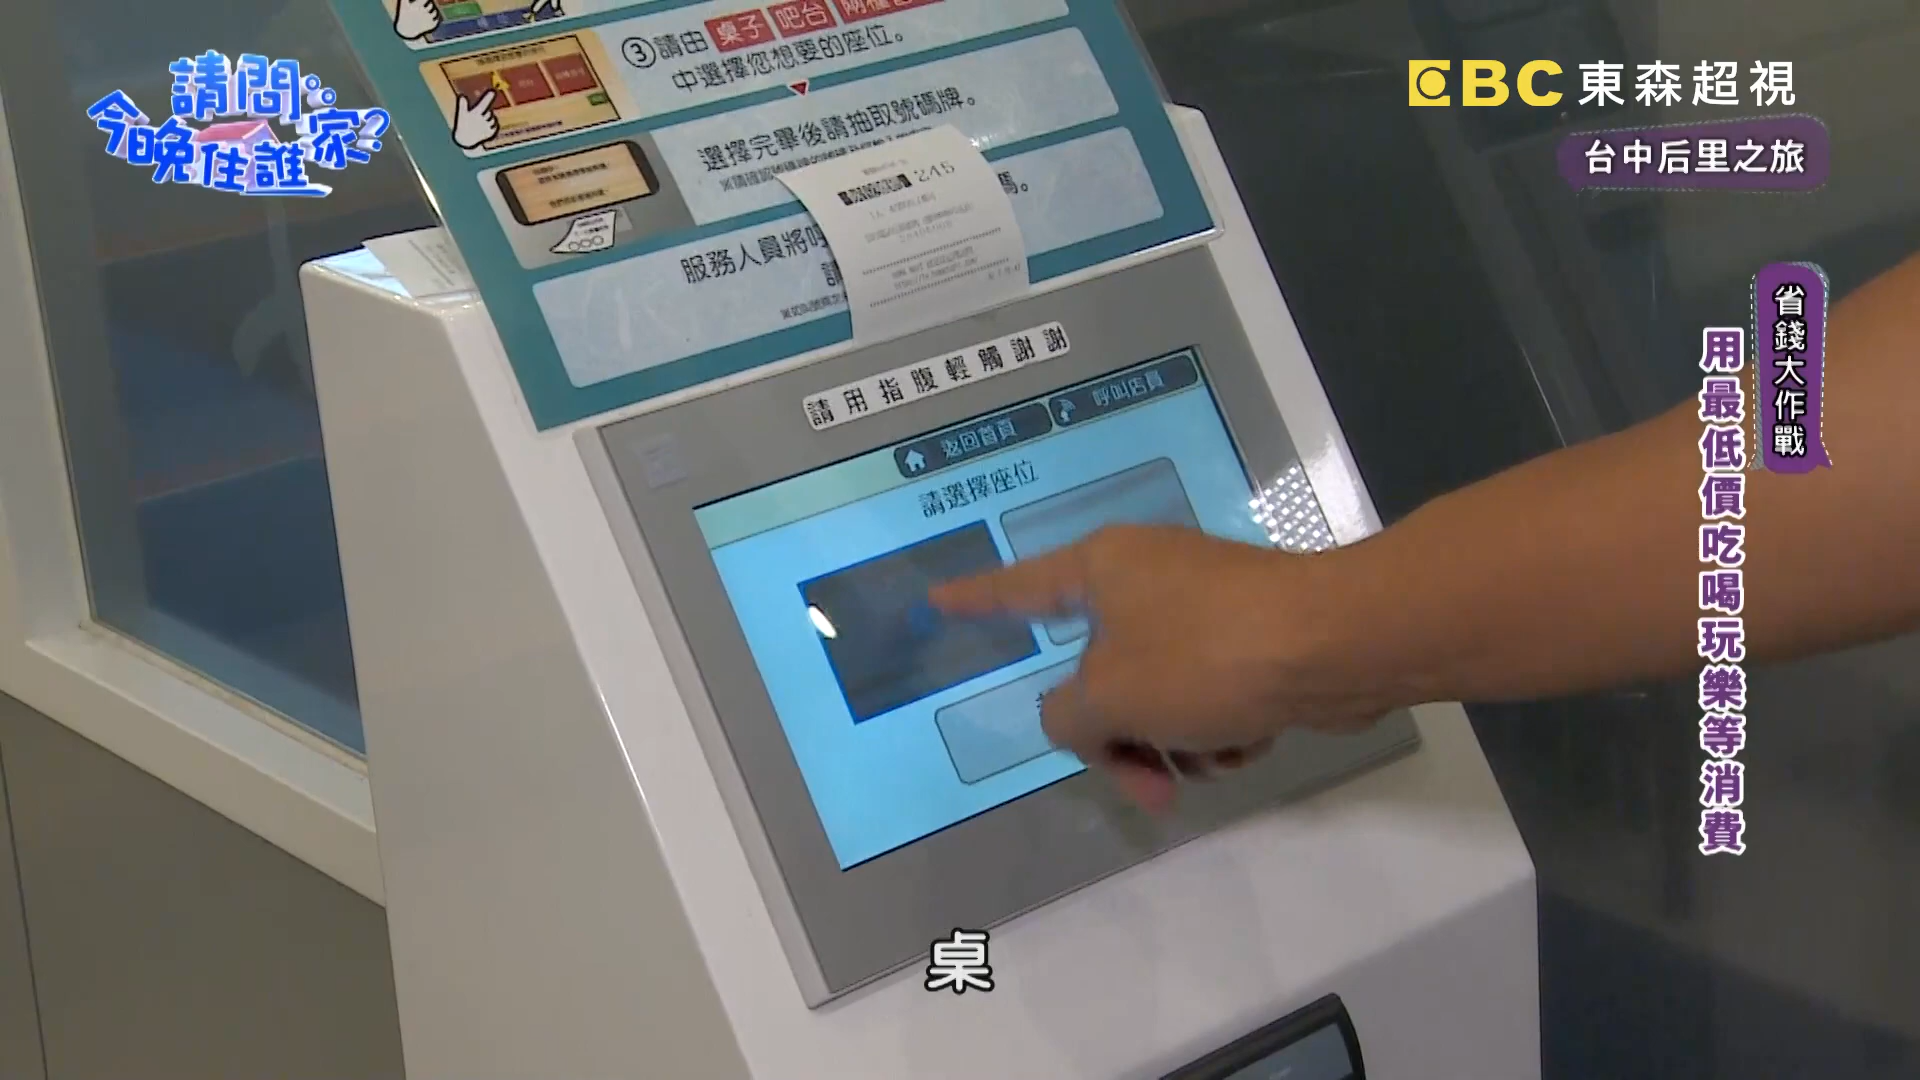 請問
今晚住誰家?
EBC 東森超視
台中后里之旅
省錢大作戰
用最低價吃喝玩樂等消費
③請由 桌子 吧台
中選擇您想要的座位。
選擇完畢後請抽取號碼牌。
245
服務人員將呼
請用指腹輕觸謝謝
返回首頁
呼叫店員
請選擇座位
桌